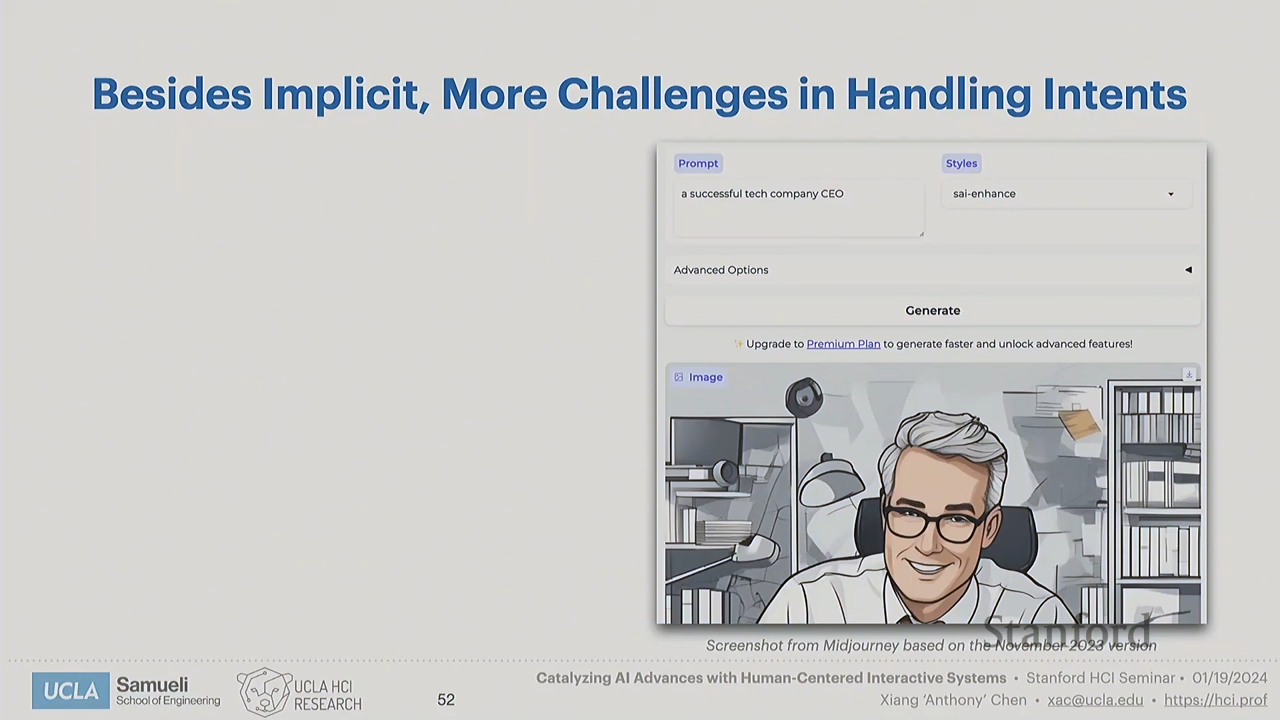 Besides Implicit, More Challenges in Handling Intents
Prompt
Styles
a successful tech company CEO
sai-enhance
Advanced Options
Generate
✨ Upgrade to Premium Plan to generate faster and unlock advanced features!
Image
Stanford
Screenshot from Midjourney based on the November 2023 version
UCLA
Samueli
School of Engineering
UCLA HCI
RESEARCH
52
Catalyzing AI Advances with Human-Centered Interactive Systems • Stanford HCI Seminar • 01/19/2024
Xiang ‘Anthony’ Chen • xac@ucla.edu • https://hci.prof